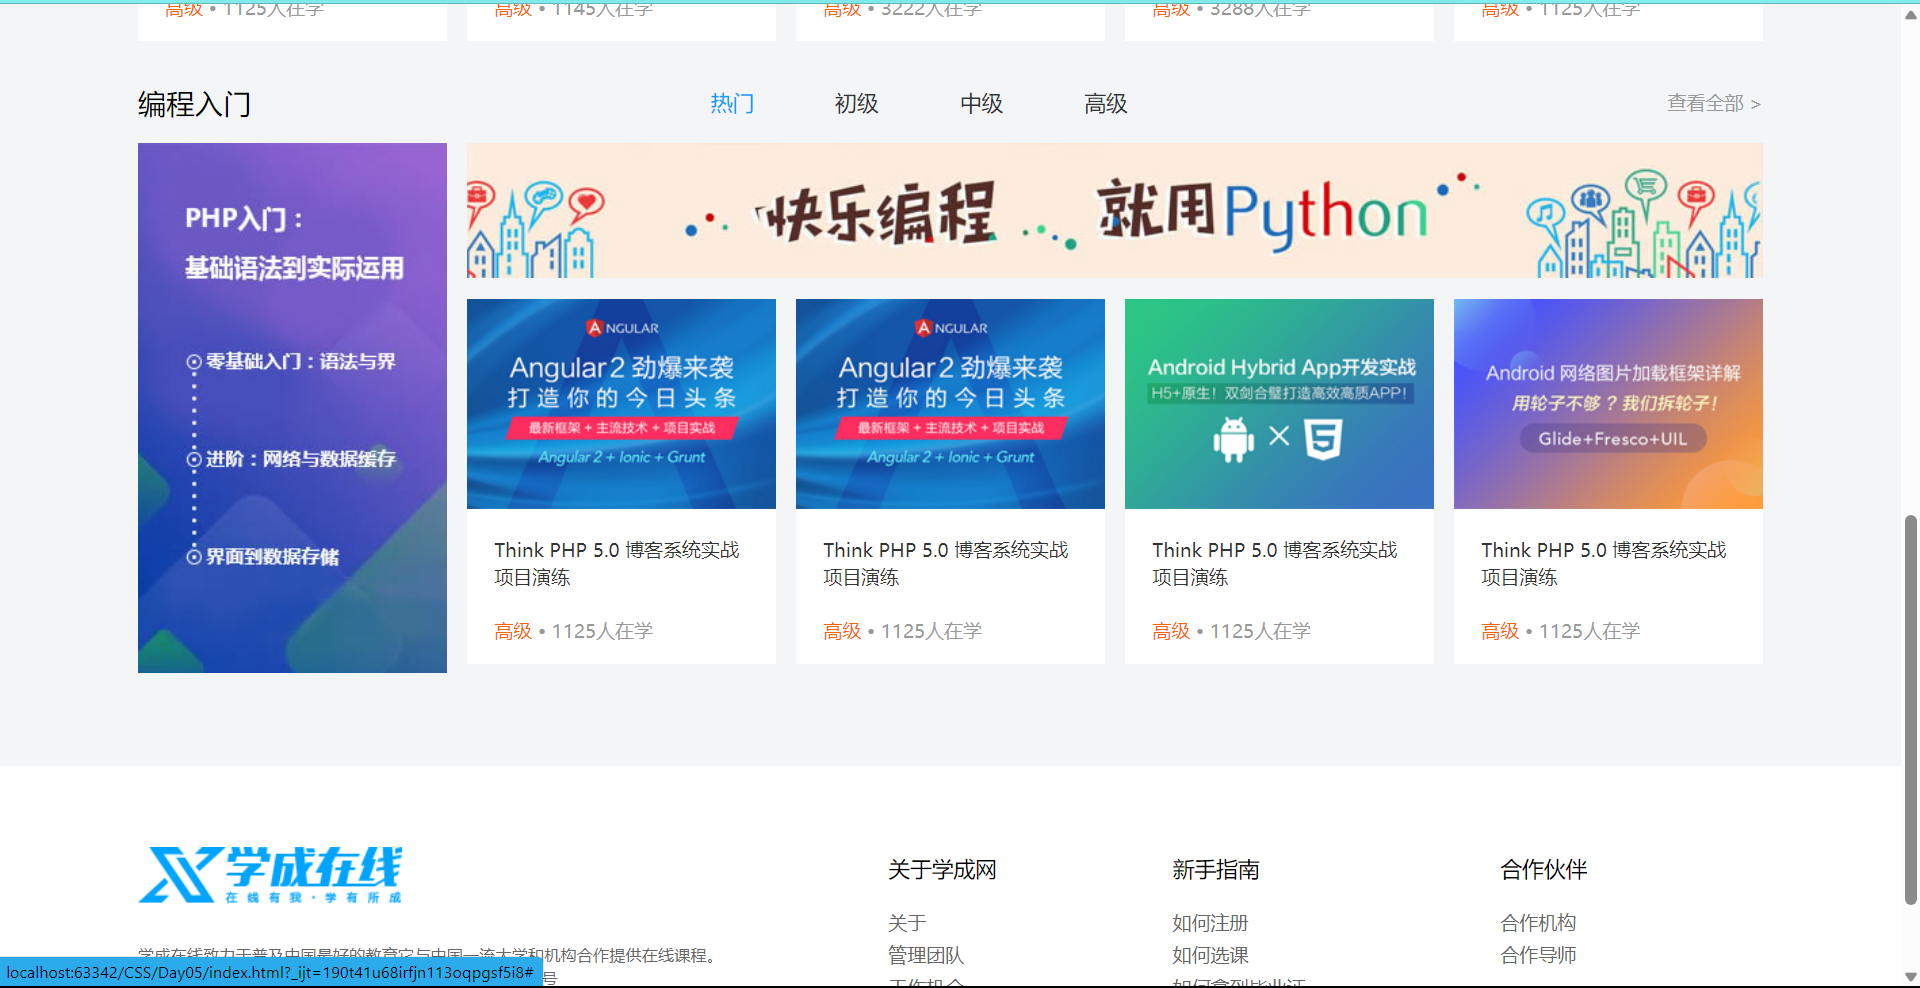 高级 • 1125人在学
高级 • 1145人在学
高级 • 3222人在学
高级 • 3288人在学
高级 • 1125人在学
编程入门
热门
初级
中级
高级
查看全部 >
PHP入门：
基础语法到实际运用
零基础入门：语法与界
进阶：网络与数据缓存
界面到数据存储
快乐编程
就用Python
ANGULAR
Angular2 劲爆来袭
打造你的今日头条
最新框架 + 主流技术 + 项目实战
Angular 2 + Ionic + Grunt
ANGULAR
Angular2 劲爆来袭
打造你的今日头条
最新框架 + 主流技术 + 项目实战
Angular 2 + Ionic + Grunt
Android Hybrid App开发实战
H5+原生！双剑合璧打造高效高质APP！
Android 网络图片加载框架详解
用轮子不够？我们拆轮子！
Glide+Fresco+UIL
Think PHP 5.0 博客系统实战
项目演练
高级 • 1125人在学
Think PHP 5.0 博客系统实战
项目演练
高级 • 1125人在学
Think PHP 5.0 博客系统实战
项目演练
高级 • 1125人在学
Think PHP 5.0 博客系统实战
项目演练
高级 • 1125人在学
学成在线
在线有我·学有所成
学成在线致力于普及中国最好的教育它与中国一流大学和机构合作提供在线课程。
号
关于学成网
关于
管理团队
工作机会
新手指南
如何注册
如何选课
如何拿到毕业证
合作伙伴
合作机构
合作导师
localhost:63342/CSS/Day05/index.html?_ijt=190t41u68irfjn113oqpgsf5i8#